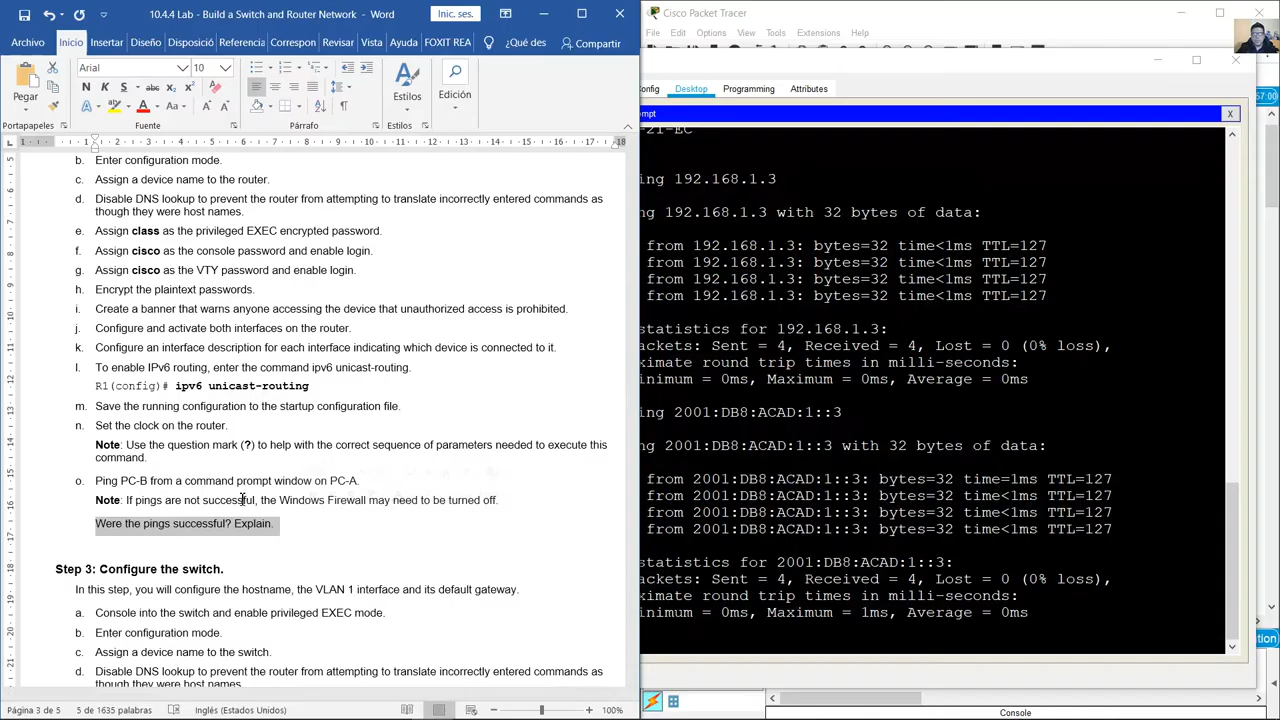 10.4.4 Lab - Build a Switch and Router Network - Word
Inic. ses.
Inicio
Disposició
Referencia
Correspon
Revisar
Vista
Ayuda
FOXIT REA
¿Qué des
Compartir
Pegar
Arial
10
Estilos
Edición
Portapapeles
Fuente
Párrafo
Estilos
b. Enter configuration mode.
c. Assign a device name to the router.
d. Disable DNS lookup to prevent the router from attempting to translate incorrectly entered commands as
though they were host names.
e. Assign class as the privileged EXEC encrypted password.
f. Assign cisco as the console password and enable login.
g. Assign cisco as the VTY password and enable login.
h. Encrypt the plaintext passwords.
i. Create a banner that warns anyone accessing the device that unauthorized access is prohibited.
j. Configure and activate both interfaces on the router.
k. Configure an interface description for each interface indicating which device is connected to it.
l. To enable IPv6 routing, enter the command ipv6 unicast-routing.
R1(config)# ipv6 unicast-routing
m. Save the running configuration to the startup configuration file.
n. Set the clock on the router.
Note: Use the question mark (?) to help with the correct sequence of parameters needed to execute this
command.
o. Ping PC-B from a command prompt window on PC-A.
Note: If pings are not successful, the Windows Firewall may need to be turned off.
Were the pings successful? Explain.
Step 3: Configure the switch.
In this step, you will configure the hostname, the VLAN 1 interface and its default gateway.
a. Console into the switch and enable privileged EXEC mode.
b. Enter configuration mode.
c. Assign a device name to the switch.
d. Disable DNS lookup to prevent the router from attempting to translate incorrectly entered commands as
though they were host names.
Página 3 de 5
5 de 1635 palabras
Inglés (Estados Unidos)
100%
Cisco Packet Tracer
File Edit Options View Tools Extensions Help
onfig Desktop Programming Attributes
mpt
X
-21-EC
ing 192.168.1.3
ng 192.168.1.3 with 32 bytes of data:
from 192.168.1.3: bytes=32 time<1ms TTL=127
from 192.168.1.3: bytes=32 time<1ms TTL=127
from 192.168.1.3: bytes=32 time<1ms TTL=127
from 192.168.1.3: bytes=32 time<1ms TTL=127
statistics for 192.168.1.3:
ackets: Sent = 4, Received = 4, Lost = 0 (0% loss),
ximate round trip times in milli-seconds:
inimum = 0ms, Maximum = 0ms, Average = 0ms
ing 2001:DB8:ACAD:1::3
ng 2001:DB8:ACAD:1::3 with 32 bytes of data:
from 2001:DB8:ACAD:1::3: bytes=32 time=1ms TTL=127
from 2001:DB8:ACAD:1::3: bytes=32 time<1ms TTL=127
from 2001:DB8:ACAD:1::3: bytes=32 time<1ms TTL=127
from 2001:DB8:ACAD:1::3: bytes=32 time<1ms TTL=127
statistics for 2001:DB8:ACAD:1::3:
ackets: Sent = 4, Received = 4, Lost = 0 (0% loss),
ximate round trip times in milli-seconds:
inimum = 0ms, Maximum = 1ms, Average = 0ms
57:00
tion
Console